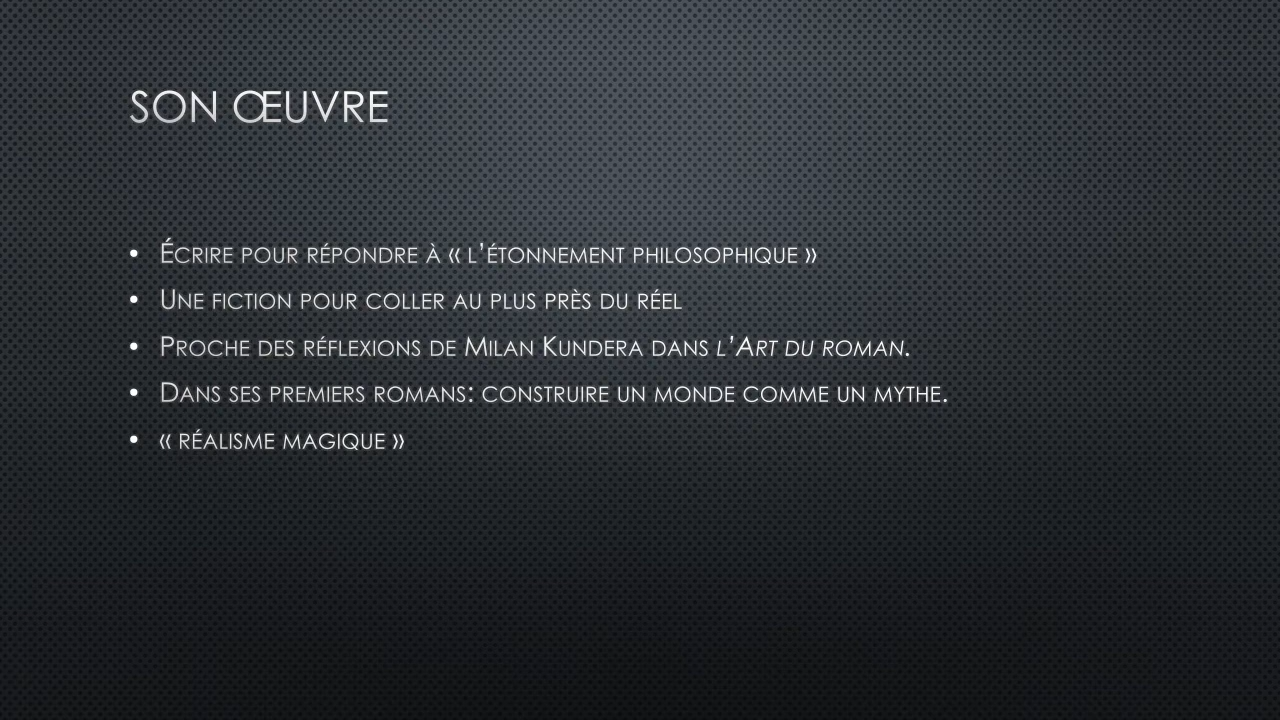 SON ŒUVRE
• Écrire pour répondre à « l’étonnement philosophique »
• Une fiction pour coller au plus près du réel
• Proche des réflexions de Milan Kundera dans l’Art du roman.
• Dans ses premiers romans: construire un monde comme un mythe.
• « réalisme magique »